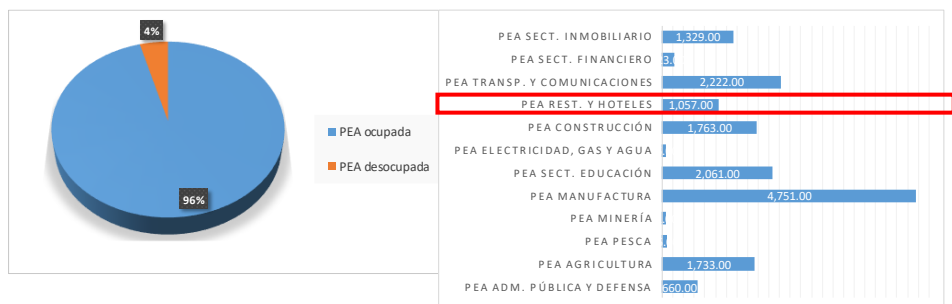 4%
96%
PEA ocupada
PEA desocupada
PEA SECT. INMOBILIARIO 1,329.00
PEA SECT. FINANCIERO
PEA TRANSP. Y COMUNICACIONES 2,222.00
PEA REST. Y HOTELES 1,057.00
PEA CONSTRUCCIÓN 1,763.00
PEA ELECTRICIDAD, GAS Y AGUA
PEA SECT. EDUCACIÓN 2,061.00
PEA MANUFACTURA 4,751.00
PEA MINERÍA
PEA PESCA
PEA AGRICULTURA 1,733.00
PEA ADM. PÚBLICA Y DEFENSA 660.00